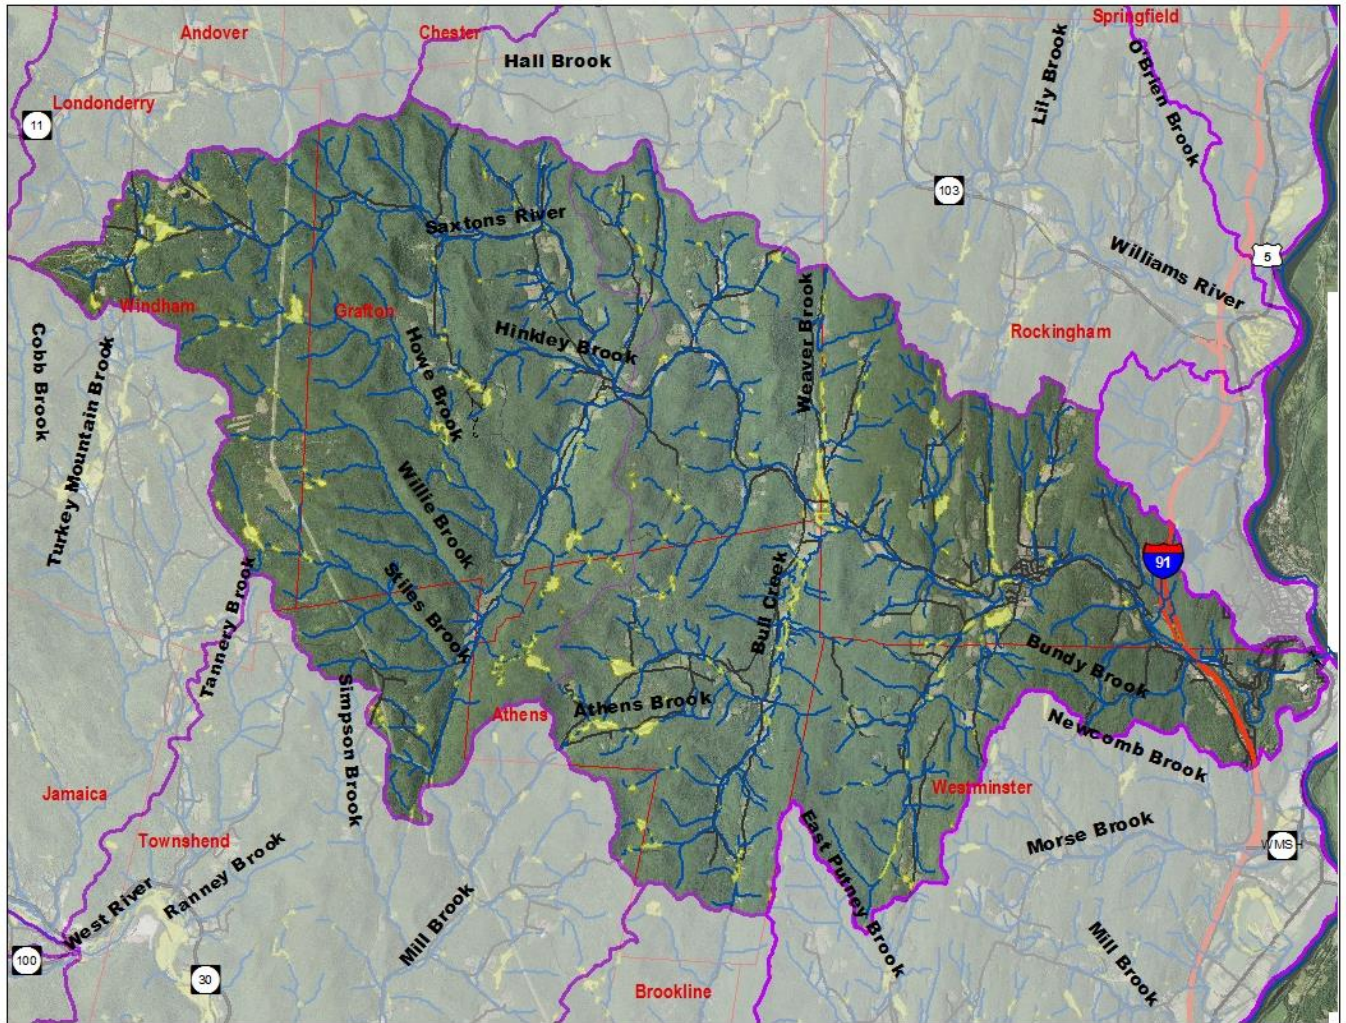 Andover
Chester
Springfield
Hall Brook
Lily Brook
O'Brien Brook
Londonderry
11
103
Saxtons River
Williams River
5
Windham
Grafton
Rockingham
Cobb Brook
Turkey Mountain Brook
Howe Brook
Hinkley Brook
Weaver Brook
Willie Brook
91
Stiles Brook
Bull Creek
Tannery Brook
Bundy Brook
Simpson Brook
Athens
Athens Brook
Newcomb Brook
Jamaica
Westminster
Townshend
Ranney Brook
East Putney Brook
Morse Brook
WMSH
West River
Mill Brook
Mill Brook
100
30
Brookline